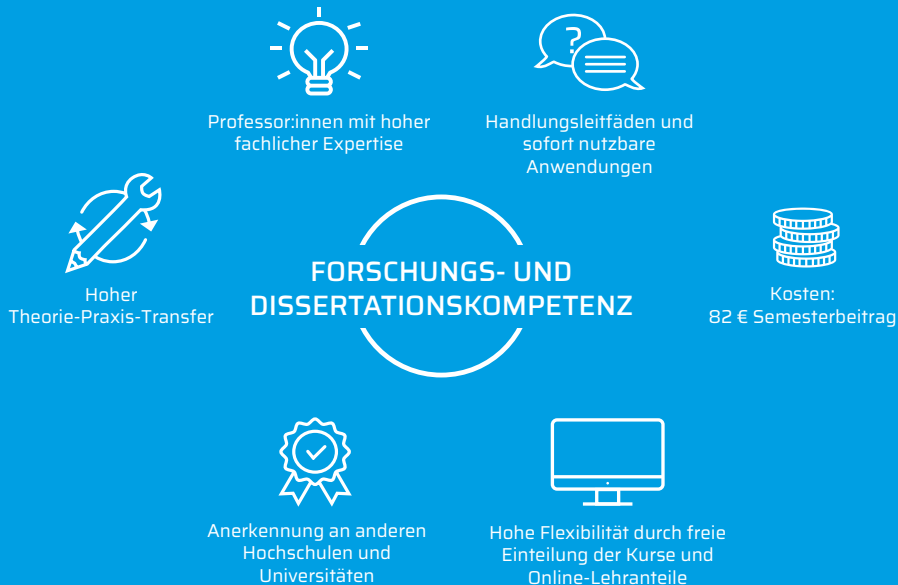 ?
Professor:innen mit hoher
fachlicher Expertise
Handlungsleitfäden und
sofort nutzbare
Anwendungen
Hoher
Theorie-Praxis-Transfer
FORSCHUNGS- UND
DISSERTATIONSKOMPETENZ
Kosten:
82 € Semesterbeitrag
Anerkennung an anderen
Hochschulen und
Universitäten
Hohe Flexibilität durch freie
Einteilung der Kurse und
Online-Lehranteile